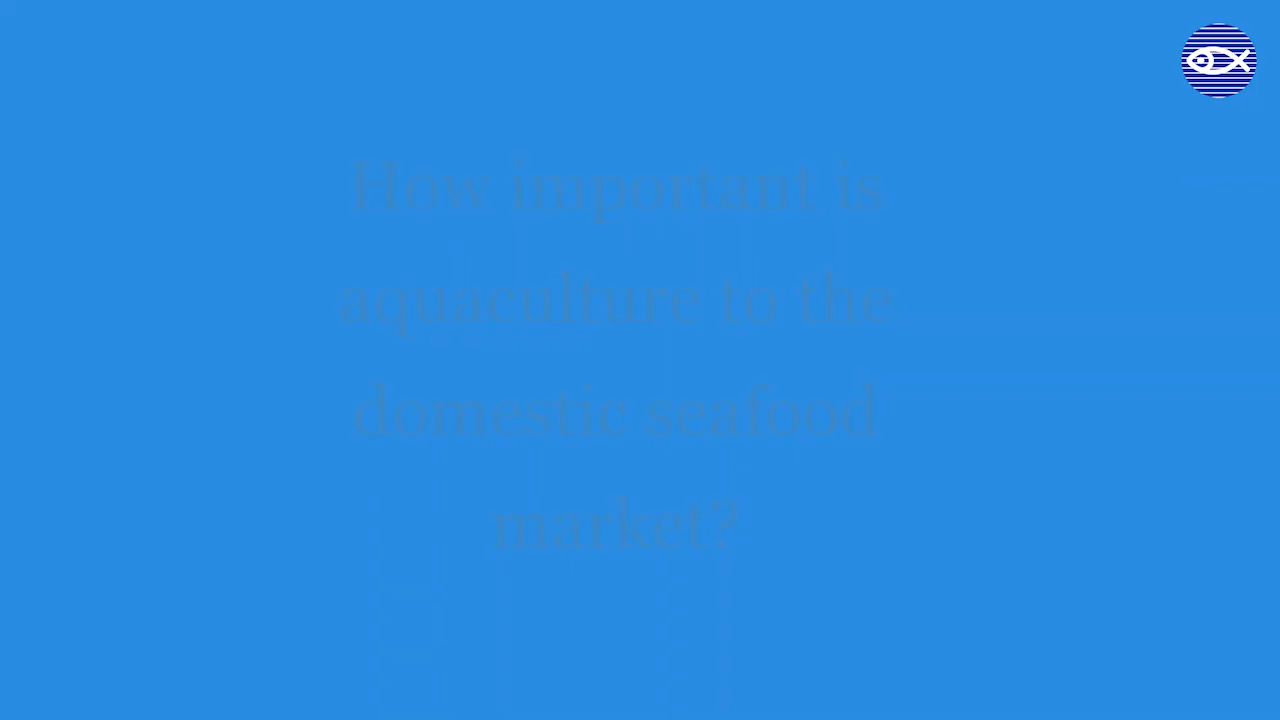 How important is
aquaculture to the
domestic seafood
market?